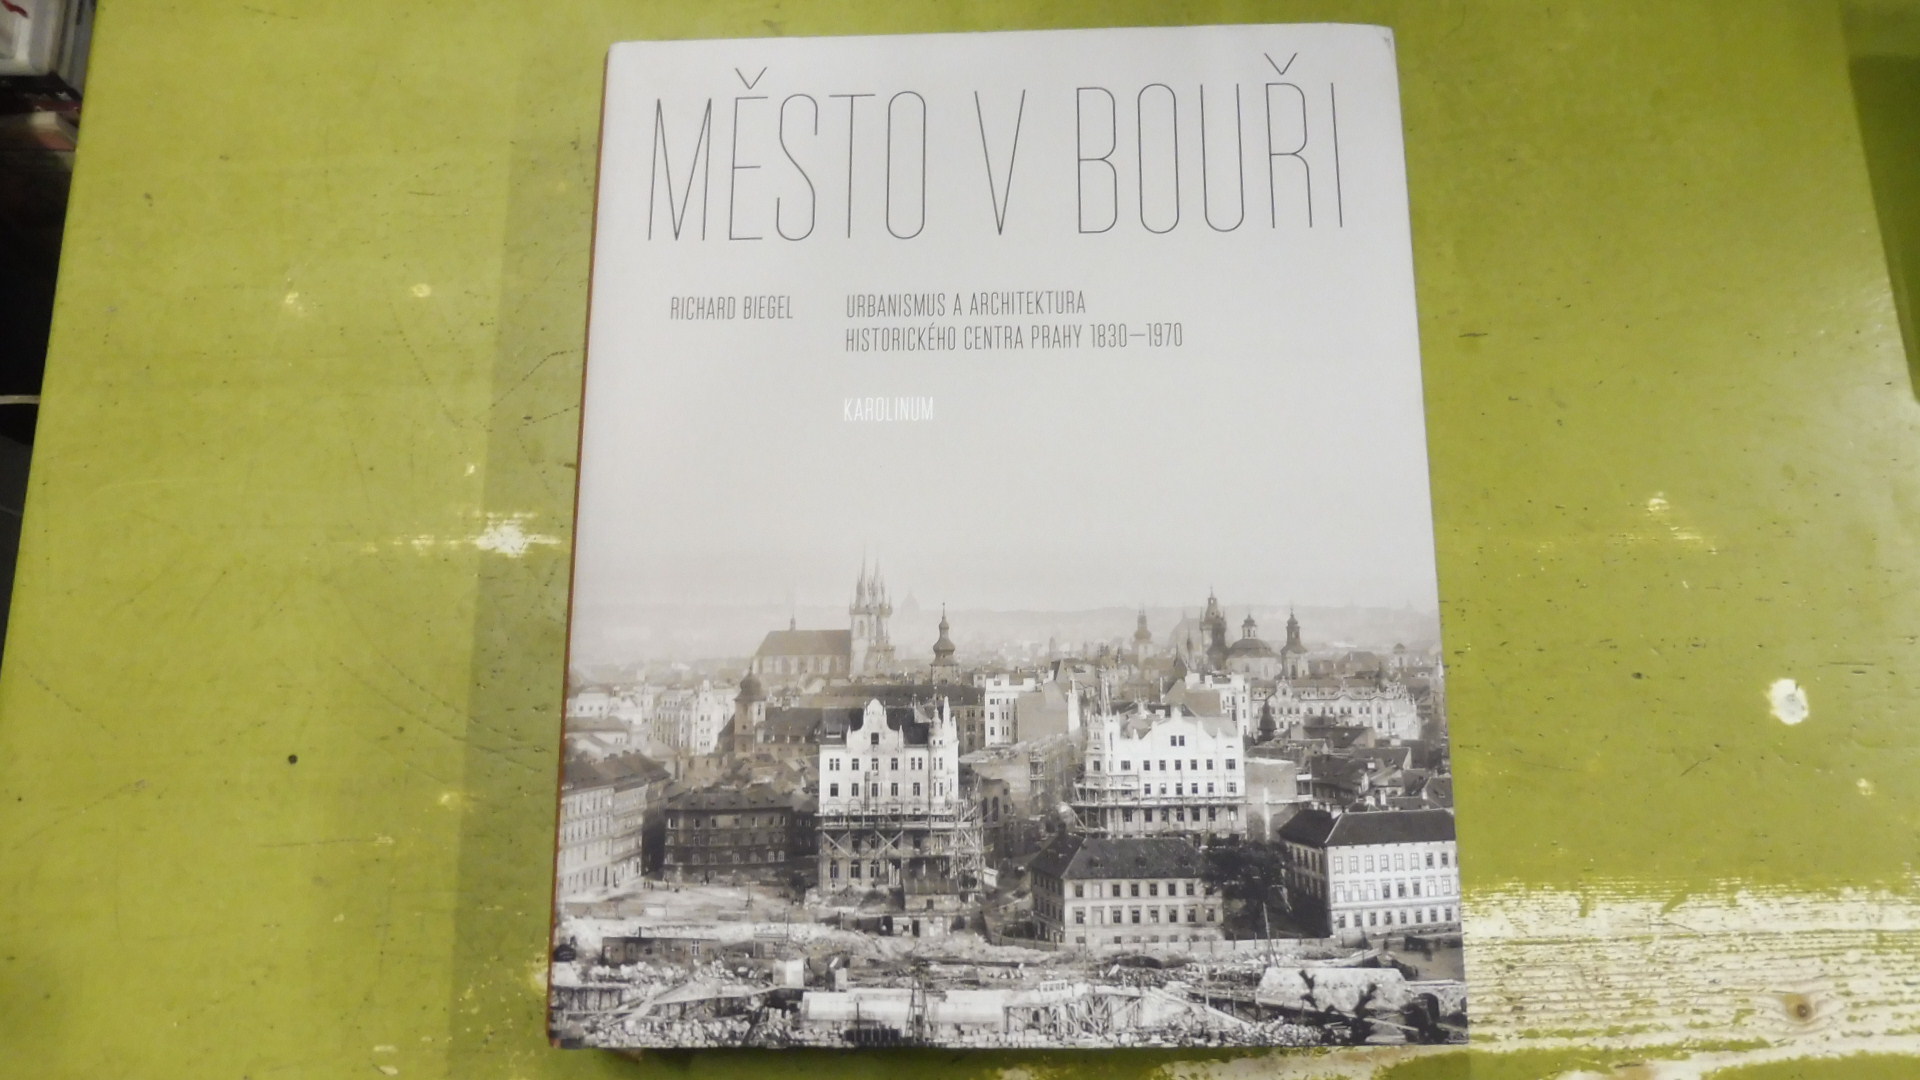 MĚSTO V BOUŘI
RICHARD BIEGEL
URBANISMUS A ARCHITEKTURA
HISTORICKÉHO CENTRA PRAHY 1830—1970
KAROLINUM